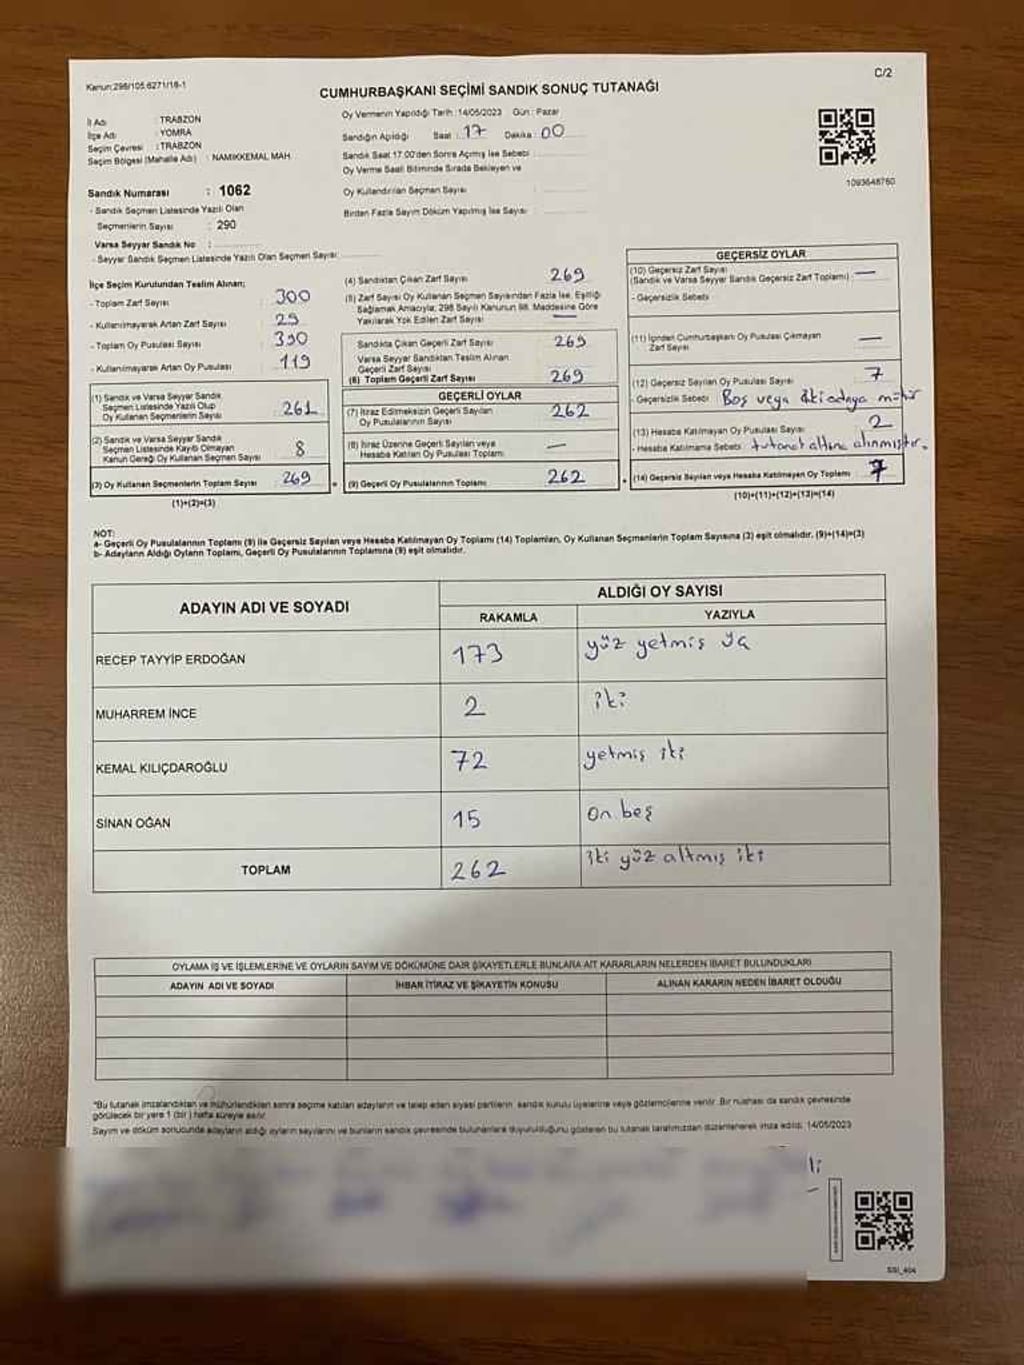 Kanun:298/105.6271/18-1
C/2
CUMHURBAŞKANI SEÇİMİ SANDIK SONUÇ TUTANAĞI
İl Adı : TRABZON
İlçe Adı : YOMRA
Seçim Çevresi : TRABZON
Seçim Bölgesi (Mahalle Adı) : NAMIKKEMAL MAH.
Oy Vermenin Yapıldığı Tarih :14/05/2023 Gün : Pazar
Sandığın Açıldığı Saat : 17 Dakika : 00
Sandık Saat 17:00'den Sonra Açılmış İse Sebebi :
Oy Verme Saati Bitiminde Sırada Bekleyen ve
Oy Kullandırılan Seçmen Sayısı :
Birden Fazla Sayım Döküm Yapılmış İse Sayısı :
1093648760
Sandık Numarası : 1062
- Sandık Seçmen Listesinde Yazılı Olan
Seçmenlerin Sayısı : 290
Varsa Seyyar Sandık No :
- Seyyar Sandık Seçmen Listesinde Yazılı Olan Seçmen Sayısı:
İlçe Seçim Kurulundan Teslim Alınan;
- Toplam Zarf Sayısı : 300
- Kullanılmayarak Artan Zarf Sayısı :
- Toplam Oy Pusulası Sayısı :
- Kullanılmayarak Artan Oy Pusulası : 119
(1) Sandık ve Varsa Seyyar Sandık
Seçmen Listesinde Yazılı Olup
Oy Kullanan Seçmenlerin Sayısı : 261
(2) Sandık ve Varsa Seyyar Sandık
Seçmen Listesinde Kaydı Olmayan
Kanun Gereği Oy Kullanan Seçmen Sayısı : 8
(3) Oy Kullanan Seçmenlerin Toplam Sayısı : 269
(1)+(2)=(3)
(4) Sandıktan Çıkan Zarf Sayısı : 269
(5) Zarf Sayısı Oy Kullanan Seçmen Sayısından Fazla İse, Eşitliği
Sağlamak Amacıyla; 298 Sayılı Kanunun 98. Maddesine Göre
Yakılarak Yok Edilen Zarf Sayısı : —
Sandıkta Çıkan Geçerli Zarf Sayısı : 269
Varsa Seyyar Sandıktan Teslim Alınan
Geçerli Zarf Sayısı :
(6) Toplam Geçerli Zarf Sayısı : 269
GEÇERLİ OYLAR
(7) İtiraz Edilmeksizin Geçerli Sayılan
Oy Pusulasının Sayısı : 262
(8) İtiraz Üzerine Geçerli Sayılan veya
Hesaba Katılan Oy Pusulası Toplamı : —
(9) Geçerli Oy Pusulalarının Toplamı : 262
GEÇERSİZ OYLAR
(10) Geçersiz Zarf Sayısı
(Sandık ve Varsa Seyyar Sandık Geçersiz Zarf Toplamı) : —
- Geçersizlik Sebebi :
(11) İçinden Cumhurbaşkanı Oy Pusulası Çıkmayan
Zarf Sayısı : —
(12) Geçersiz Sayılan Oy Pusulası Sayısı : 7
- Geçersizlik Sebebi : Boş veya iki adaya mühür
(13) Hesaba Katılmayan Oy Pusulası Sayısı : 2
- Hesaba Katılmama Sebebi : tutanak altına alınmıştır.
(14) Geçersiz Sayılan veya Hesaba Katılmayan Oy Toplamı : 7
(10)+(11)+(12)+(13)=(14)
NOT:
a- Geçerli Oy Pusulalarının Toplamı (9) ile Geçersiz Sayılan veya Hesaba Katılmayan Oy Toplamı (14) Toplamları, Oy Kullanan Seçmenlerin Toplam Sayısına (3) eşit olmalıdır. (9)+(14)=(3)
b- Adayların Aldığı Oyların Toplamı, Geçerli Oy Pusulalarının Toplamına (9) eşit olmalıdır.
ADAYIN ADI VE SOYADI
ALDIĞI OY SAYISI
RAKAMLA YAZIYLA
RECEP TAYYİP ERDOĞAN 173 yüz yetmiş üç
MUHARREM İNCE 2 iki
KEMAL KILIÇDAROĞLU 72 yetmiş iki
SİNAN OĞAN 15 on beş
TOPLAM 262 iki yüz altmış iki
OYLAMA İŞ VE İŞLEMLERİNE VE OYLARIN SAYIM VE DÖKÜMÜNE DAİR ŞİKAYETLERLE BUNLARA AİT KARARLARIN NELERDEN İBARET BULUNDUKLARI
ADAYIN ADI VE SOYADI İHBAR İTİRAZ VE ŞİKAYETİN KONUSU ALINAN KARARIN NEDEN İBARET OLDUĞU
*Bu tutanak imzalandıktan ve mühürlendikten sonra seçime katılan adayların ve talep eden siyasi partilerin sandık kurulu üyelerine veya gözlemcilerine verilir. Bir nüshası da sandık çevresinde
görülecek bir yere 1 (bir) hafta süreyle asılır.
Sayım ve döküm sonucunda adayların aldığı oyların sayılarını ve bunların sandık çevresinde bulunanlara duyurulduğunu gösteren bu tutanak tarafımızdan düzenlenerek imza edildi. 14/05/2023
SSI_404